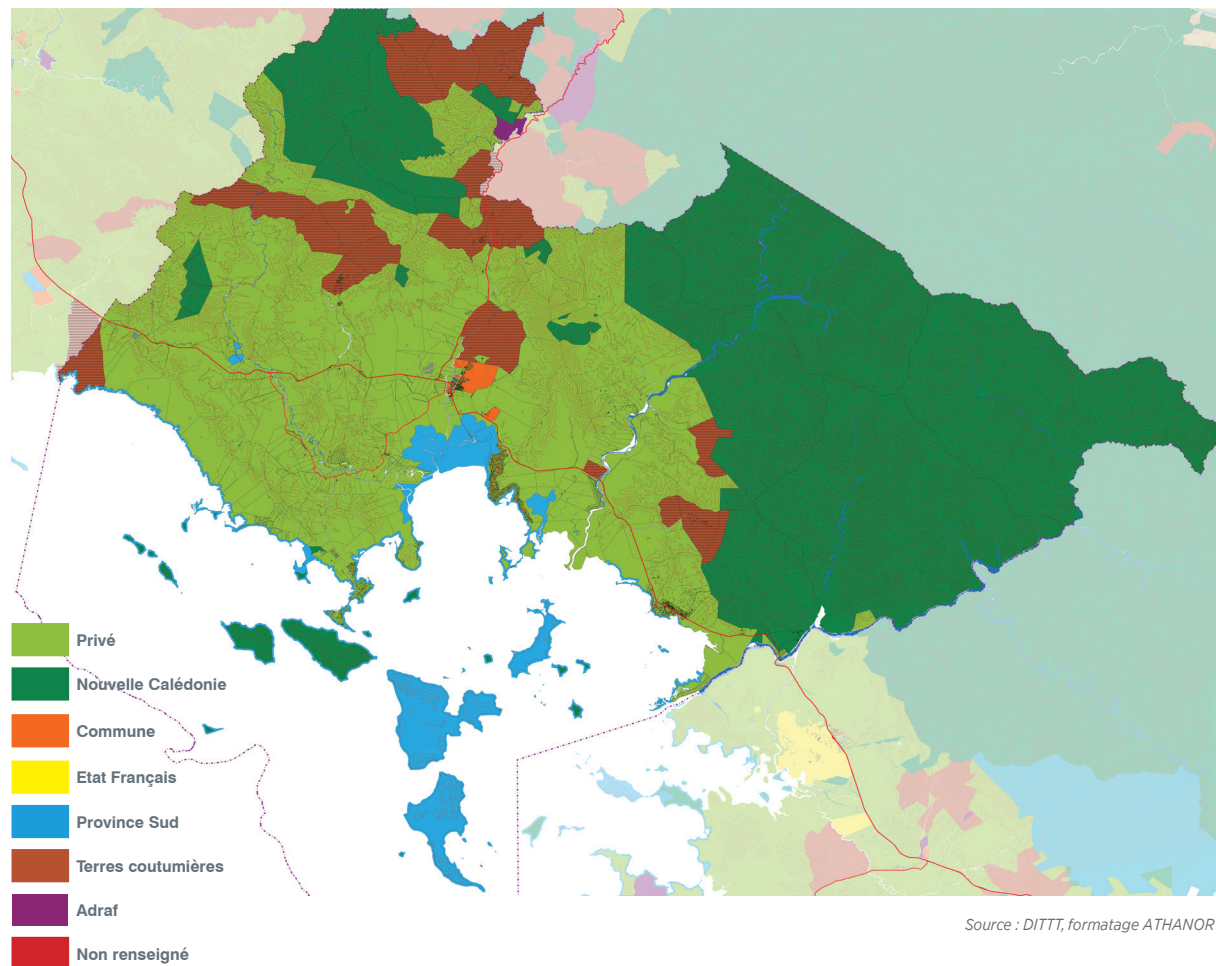 Privé
Nouvelle Calédonie
Commune
Etat Français
Province Sud
Terres coutumières
Adraf
Non renseigné
Source : DITTT, formatage ATHANOR